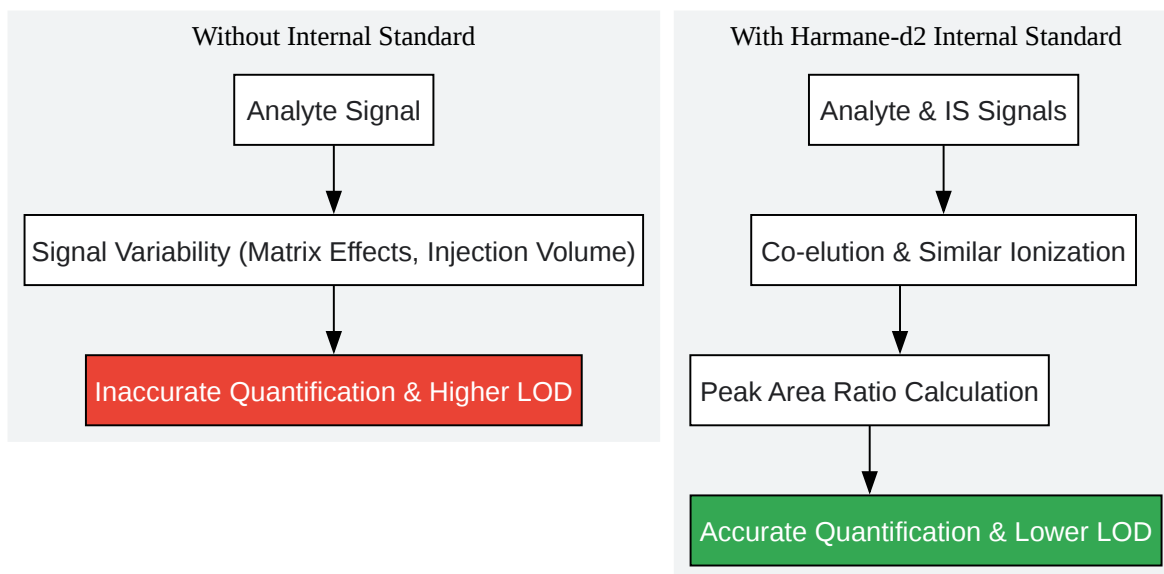 Without Internal Standard
Analyte Signal
Signal Variability (Matrix Effects, Injection Volume)
Inaccurate Quantification & Higher LOD
With Harmane-d2 Internal Standard
Analyte & IS Signals
Co-elution & Similar Ionization
Peak Area Ratio Calculation
Accurate Quantification & Lower LOD